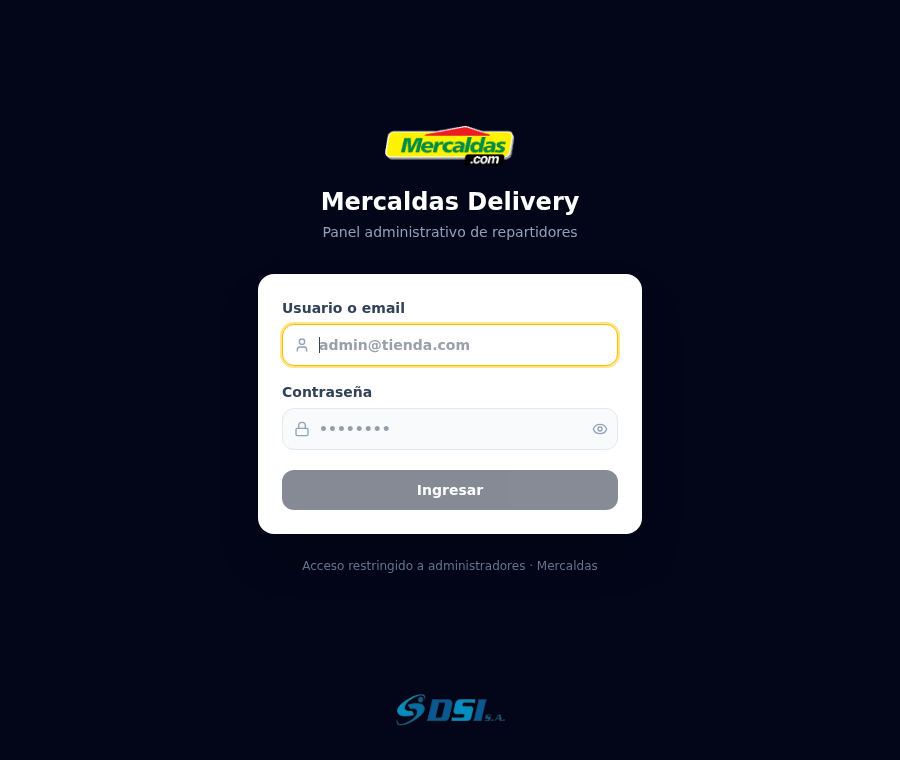 Mercaldas
.com
Mercaldas Delivery
Panel administrativo de repartidores
Usuario o email
admin@tienda.com
Contraseña
••••••••
Ingresar
Acceso restringido a administradores · Mercaldas
DSI S.A.